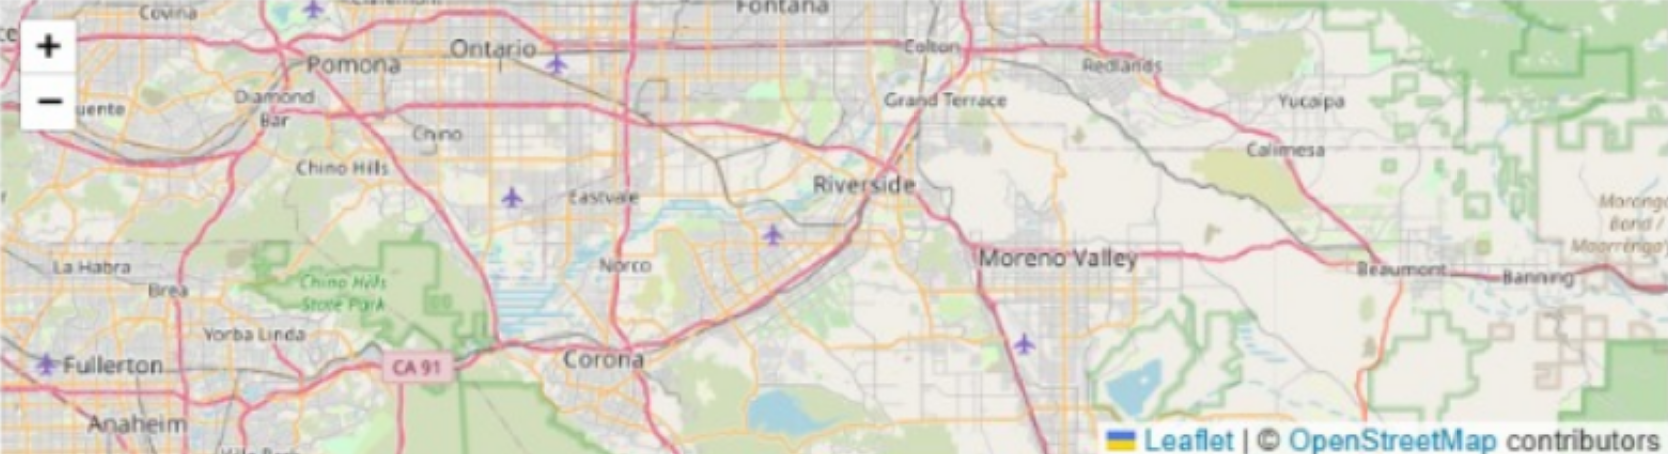 Covina
Fontana
+
Ontario
Colton
Pomona
Redlands
−
Diamond
Bar
Grand Terrace
Yucaipa
uente
Chino
Calimesa
Chino Hills
Riverside
Eastvale
Morongo
Band /
La Habra
Norco
Moreno Valley
Beaumont
Banning
Chino Hills
State Park
Brea
Yorba Linda
Fullerton
CA 91
Corona
Anaheim
Leaflet | © OpenStreetMap contributors